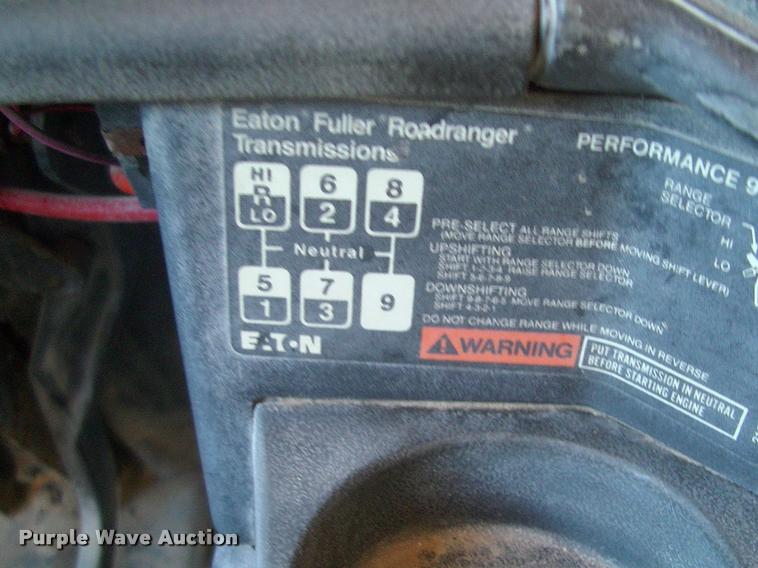 Eaton Fuller Roadranger
Transmissions
PERFORMANCE 9
RANGE
SELECTOR
HI
LO
HI
R
LO
6
2
8
4
Neutral
5
1
7
3
9
PRE-SELECT ALL RANGE SHIFTS
(MOVE RANGE SELECTOR BEFORE MOVING SHIFT LEVER)
UPSHIFTING
START WITH RANGE SELECTOR DOWN
SHIFT 1-2-3-4 RAISE RANGE SELECTOR
SHIFT 5-6-7-8-9
DOWNSHIFTING
SHIFT 9-8-7-6-5 MOVE RANGE SELECTOR DOWN
SHIFT 4-3-2-1
DO NOT CHANGE RANGE WHILE MOVING IN REVERSE
EATON
WARNING
PUT TRANSMISSION IN NEUTRAL
BEFORE STARTING ENGINE
Purple Wave Auction